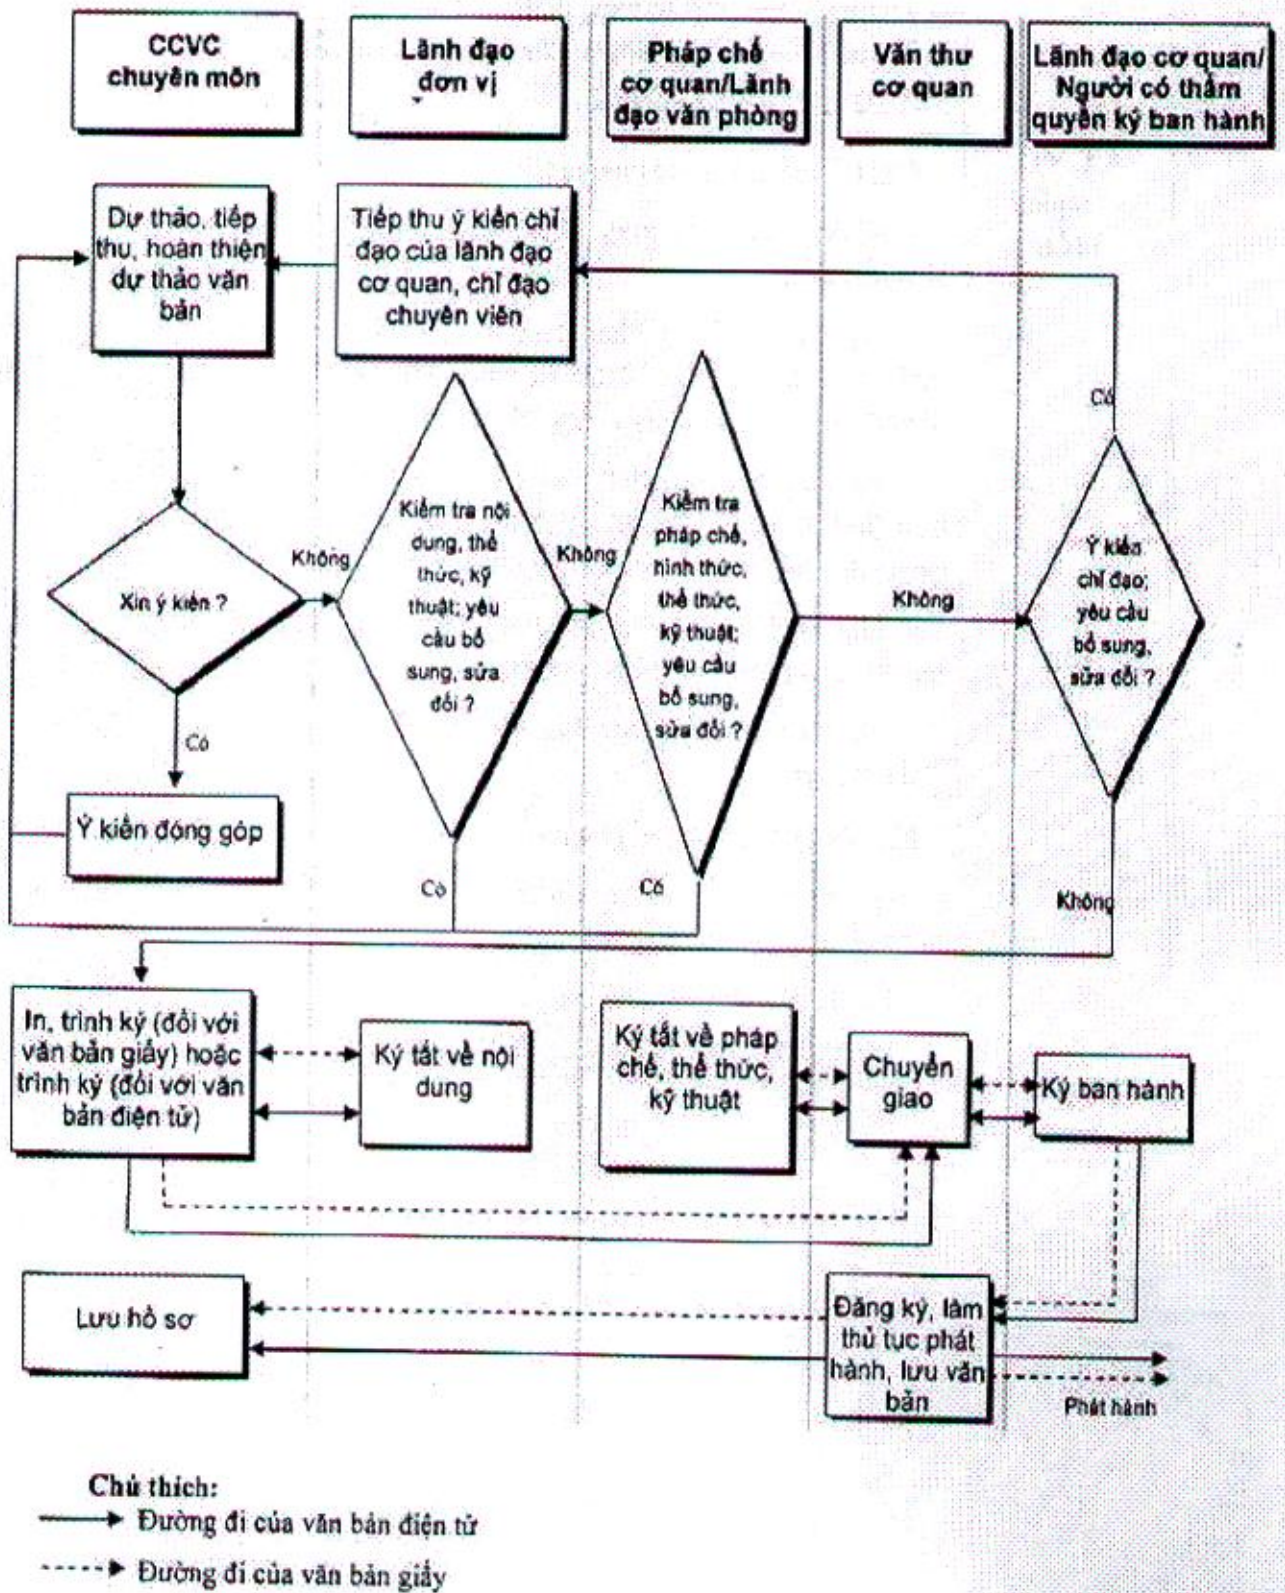 CCVC
chuyên môn
Lãnh đạo
đơn vị
Pháp chế
cơ quan/Lãnh
đạo văn phòng
Văn thư
cơ quan
Lãnh đạo cơ quan/
Người có thẩm
quyền ký ban hành
Dự thảo, tiếp
thu, hoàn thiện
dự thảo văn
bản
Tiếp thu ý kiến chỉ
đạo của lãnh đạo
cơ quan, chỉ đạo
chuyên viên
Có
Xin ý kiến ?
Không
Kiểm tra nội
dung, thể
thức, kỹ
thuật; yêu
cầu bổ
sung, sửa
đổi ?
Không
Kiểm tra
pháp chế,
hình thức,
thể thức,
kỹ thuật;
yêu cầu
bổ sung,
sửa đổi ?
Không
Ý kiến
chỉ đạo;
yêu cầu
bổ sung,
sửa đổi ?
Có
Ý kiến đóng góp
Có
Có
Không
In, trình ký (đối với
văn bản giấy) hoặc
trình ký (đối với văn
bản điện tử)
Ký tắt về nội
dung
Ký tắt về pháp
chế, thể thức,
kỹ thuật
Chuyển
giao
Ký ban hành
Lưu hồ sơ
Đăng ký, làm
thủ tục phát
hành, lưu văn
bản
Phát hành
Chú thích:
Đường đi của văn bản điện tử
Đường đi của văn bản giấy